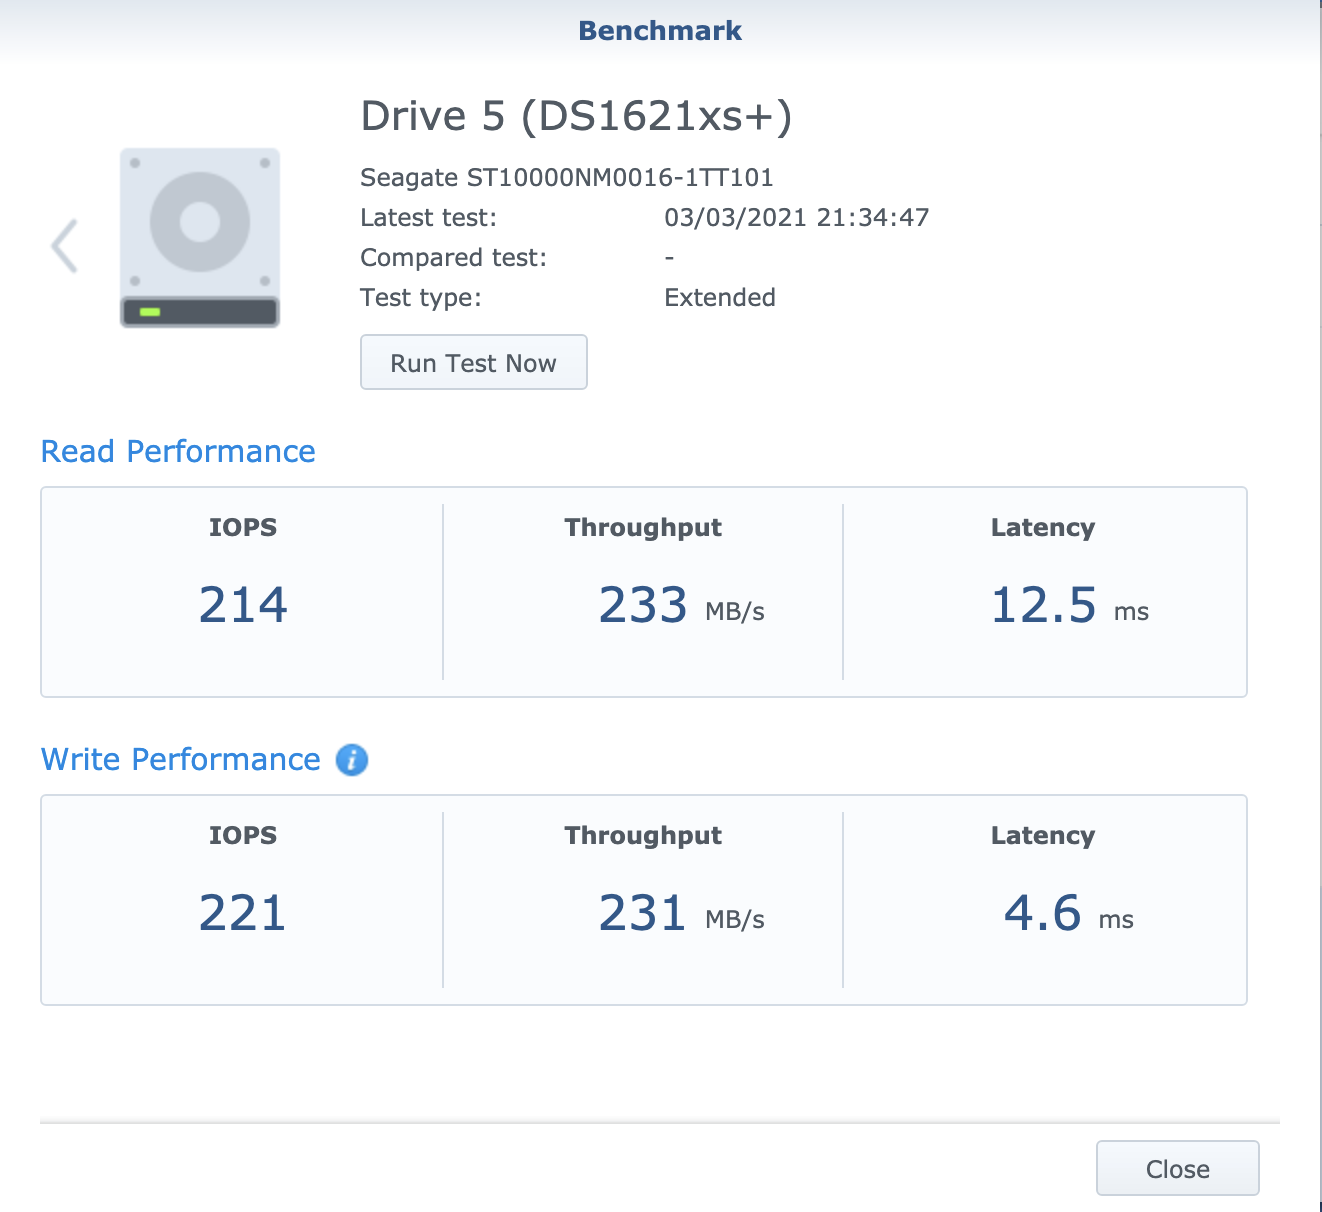 Benchmark
Drive 5 (DS1621xs+)
Seagate ST10000NM0016-1TT101
Latest test: 03/03/2021 21:34:47
Compared test: -
Test type: Extended
Run Test Now
Read Performance
IOPS Throughput Latency
214 233 MB/s 12.5 ms
Write Performance i
IOPS Throughput Latency
221 231 MB/s 4.6 ms
Close